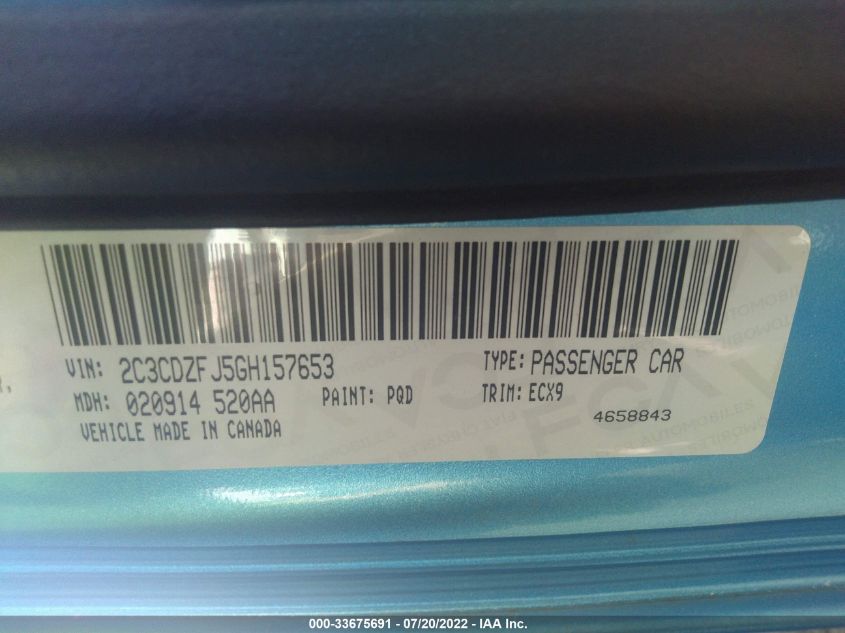 VIN: 2C3CDZFJ5GH157653 TYPE: PASSENGER CAR
MDH: 020914 520AA PAINT: PQD TRIM: ECX9
VEHICLE MADE IN CANADA 4658843
000-33675691 - 07/20/2022 - IAA Inc.